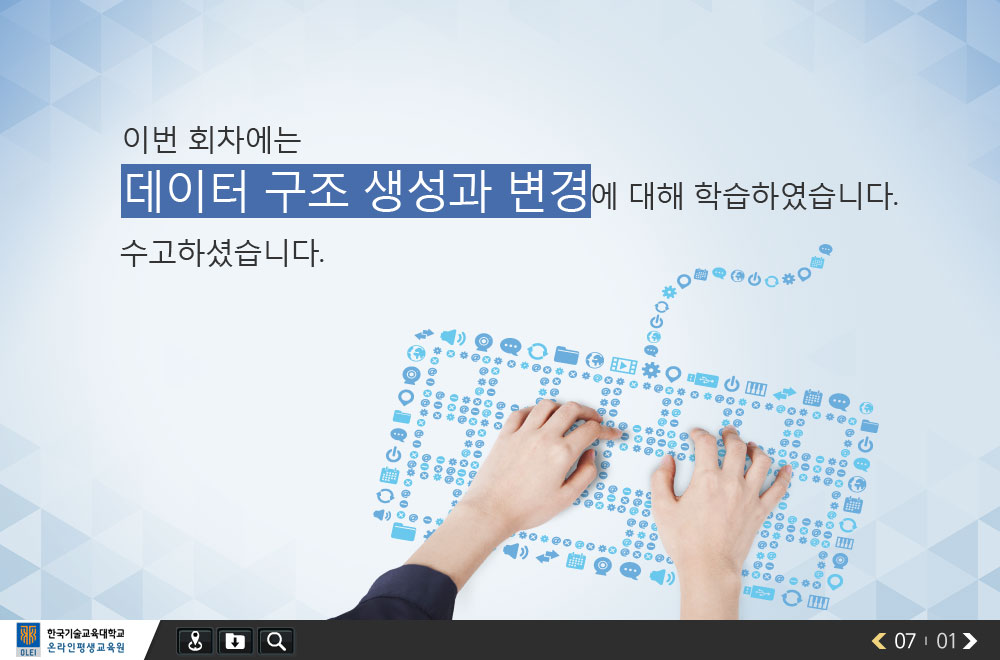 이번 회차에는
데이터 구조 생성과 변경에 대해 학습하였습니다.
수고하셨습니다.
OLEI
한국기술교육대학교
온라인평생교육원
07 | 01